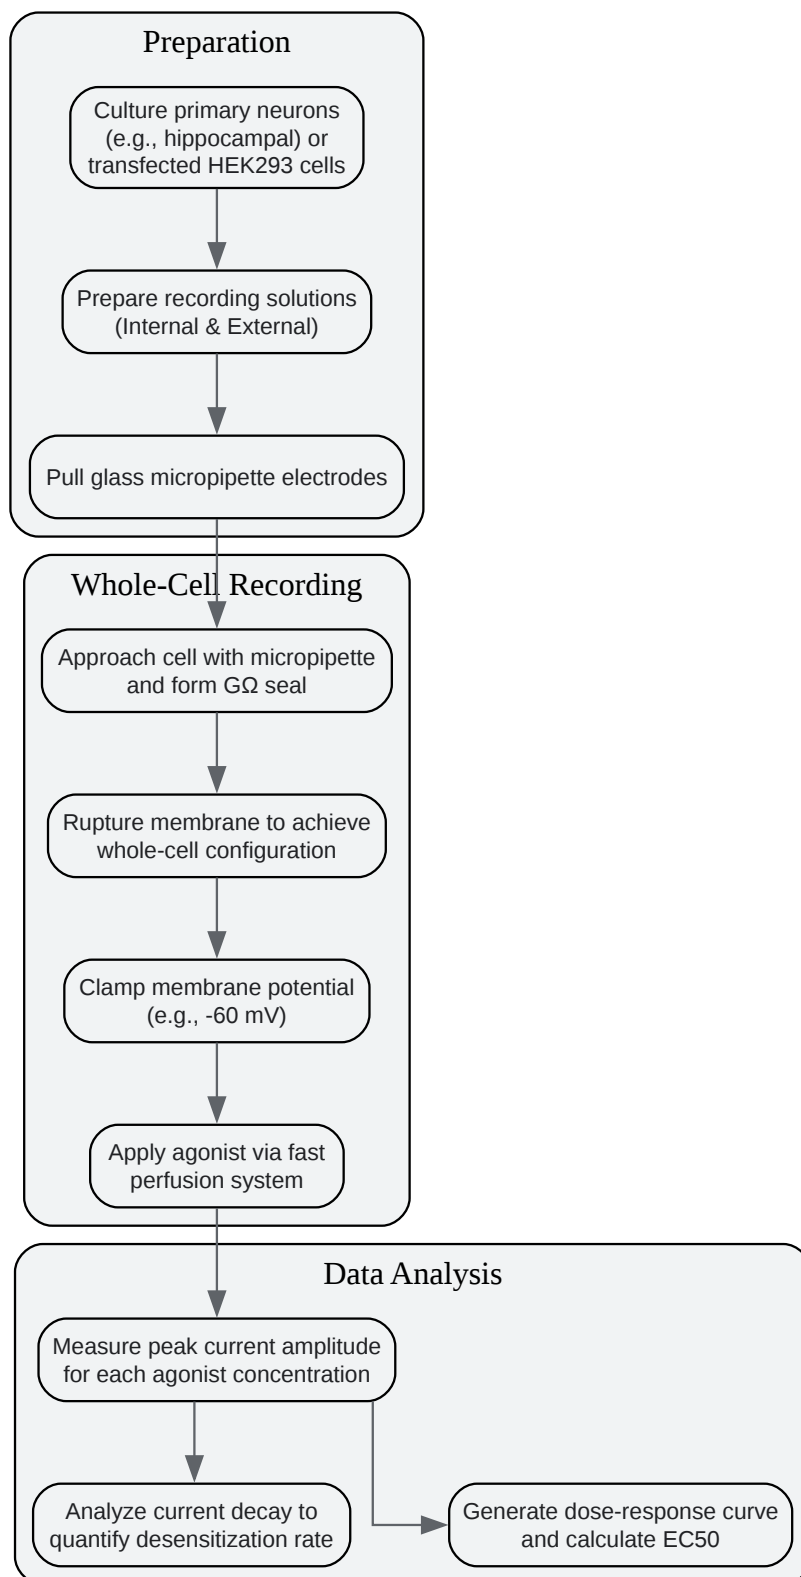 Preparation
Culture primary neurons
(e.g., hippocampal) or
transfected HEK293 cells
Prepare recording solutions
(Internal & External)
Pull glass micropipette electrodes
Whole-Cell Recording
Approach cell with micropipette
and form GΩ seal
Rupture membrane to achieve
whole-cell configuration
Clamp membrane potential
(e.g., -60 mV)
Apply agonist via fast
perfusion system
Data Analysis
Measure peak current amplitude
for each agonist concentration
Analyze current decay to
quantify desensitization rate
Generate dose-response curve
and calculate EC50